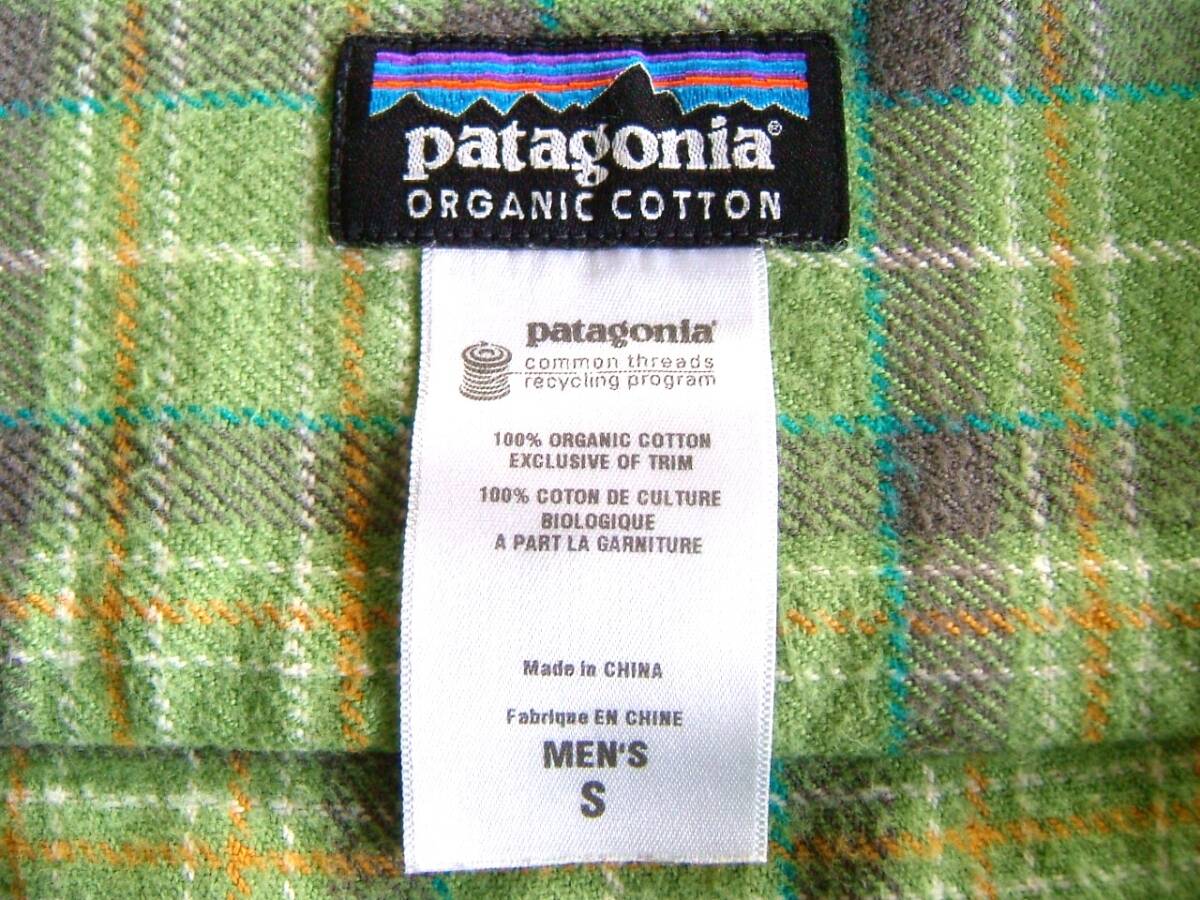 patagonia®
ORGANIC COTTON
patagonia®
common threads
recycling program
100% ORGANIC COTTON
EXCLUSIVE OF TRIM
100% COTON DE CULTURE
BIOLOGIQUE
A PART LA GARNITURE
Made in CHINA
Fabrique EN CHINE
MEN'S
S